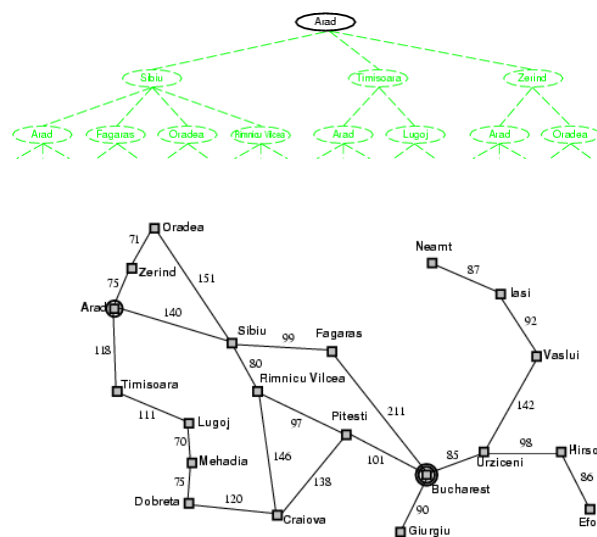 Arad
Sibiu Timisoara Zerind
Arad Fagaras Oradea Rimnicu Vilcea Arad Lugoj Arad Oradea
Oradea
71
Neamt
Zerind
87
75
151
Iasi
Arad
140
92
Sibiu
Fagaras
118
99
Vaslui
80
Timisoara
Rimnicu Vilcea
111
211
142
Lugoj
97
Pitesti
70
146
101
85
98
Hirso
Mehadia
Urziceni
75
138
86
Bucharest
120
90
Dobreta
Craiova
Efo
Giurgiu